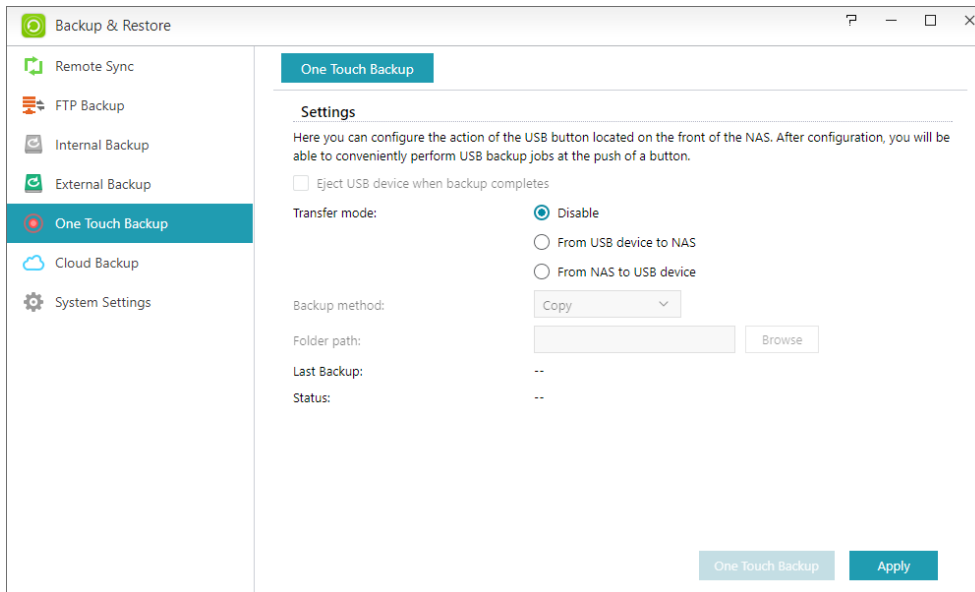 Backup & Restore
Remote Sync
FTP Backup
Internal Backup
External Backup
One Touch Backup
Cloud Backup
System Settings
One Touch Backup
Settings
Here you can configure the action of the USB button located on the front of the NAS. After configuration, you will be
able to conveniently perform USB backup jobs at the push of a button.
Eject USB device when backup completes
Transfer mode:
Disable
From USB device to NAS
From NAS to USB device
Backup method:
Copy
Folder path:
Browse
Last Backup:
--
Status:
--
One Touch Backup
Apply